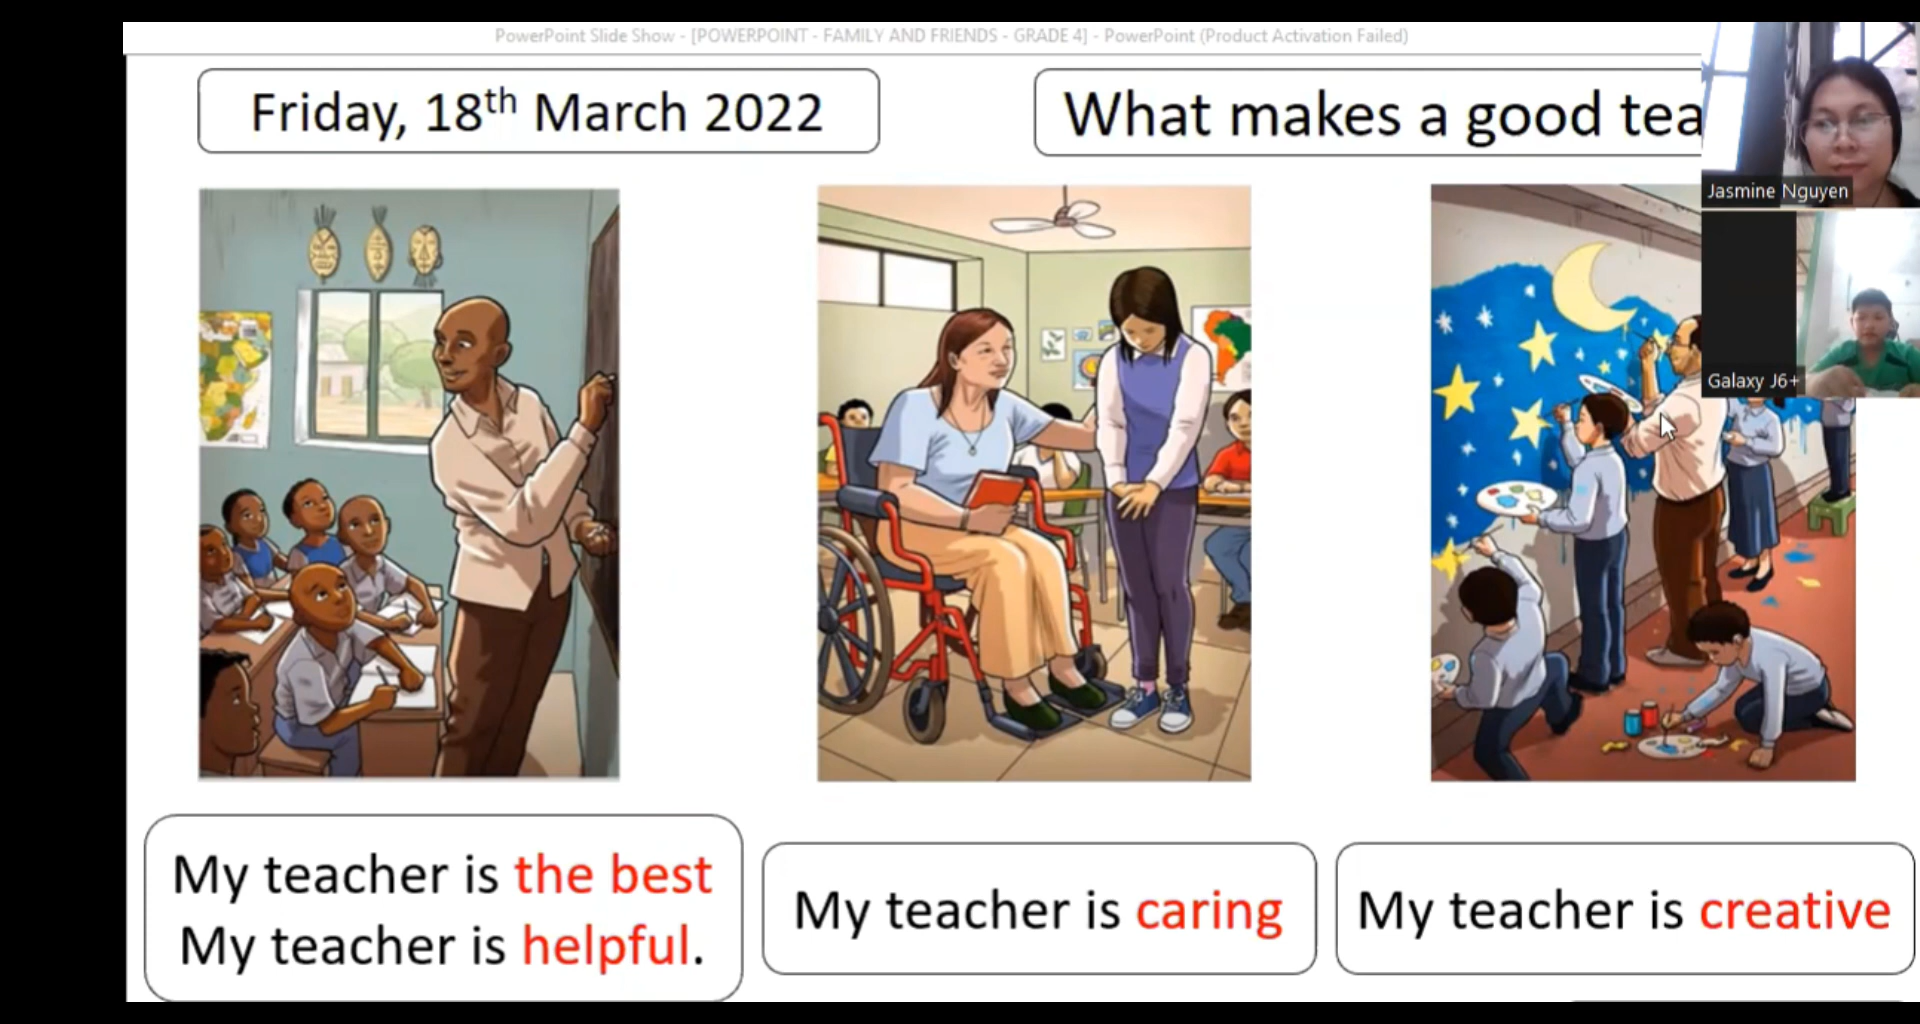 PowerPoint Slide Show - [POWERPOINT - FAMILY AND FRIENDS - GRADE 4] - PowerPoint (Product Activation Failed)
Friday, 18th March 2022
What makes a good tea
Jasmine Nguyen
Galaxy J6+
My teacher is the best
My teacher is helpful.
My teacher is caring
My teacher is creative